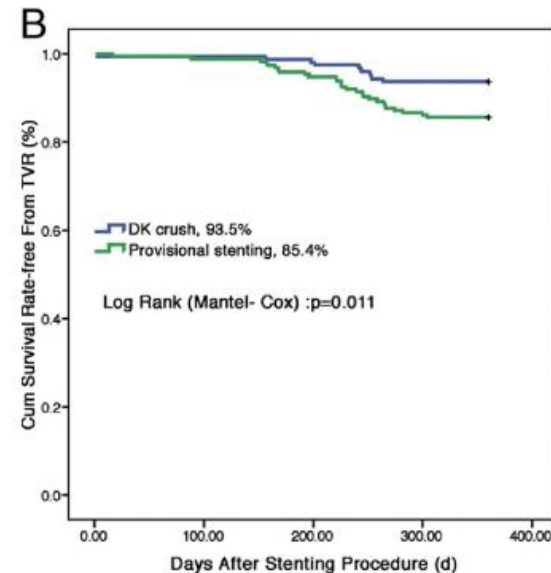 B
Cum Survival Rate-free From TVR (%)
1.0
0.8
0.6
0.4
0.2
0.0
DK crush, 93.5%
Provisional stenting, 85.4%
Log Rank (Mantel- Cox) :p=0.011
0.00 100.00 200.00 300.00 400.00
Days After Stenting Procedure (d)